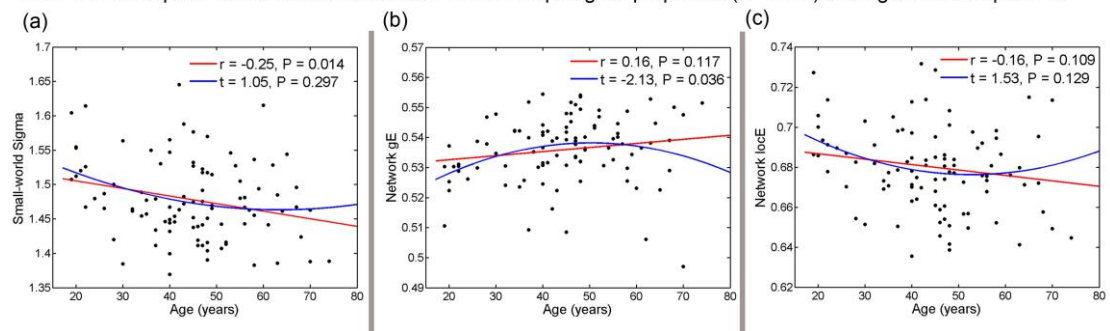 (a)
1.7
1.65
1.6
1.55
1.5
1.45
1.4
1.35
Small-world Sigma
r = -0.25, P = 0.014
t = 1.05, P = 0.297
20 30 40 50 60 70 80
Age (years)
(b)
0.57
0.56
0.55
0.54
0.53
0.52
0.51
0.5
0.49
Network gE
r = 0.16, P = 0.117
t = -2.13, P = 0.036
20 30 40 50 60 70 80
Age (years)
(c)
0.74
0.72
0.7
0.68
0.66
0.64
0.62
Network locE
r = -0.16, P = 0.109
t = 1.53, P = 0.129
20 30 40 50 60 70 80
Age (years)